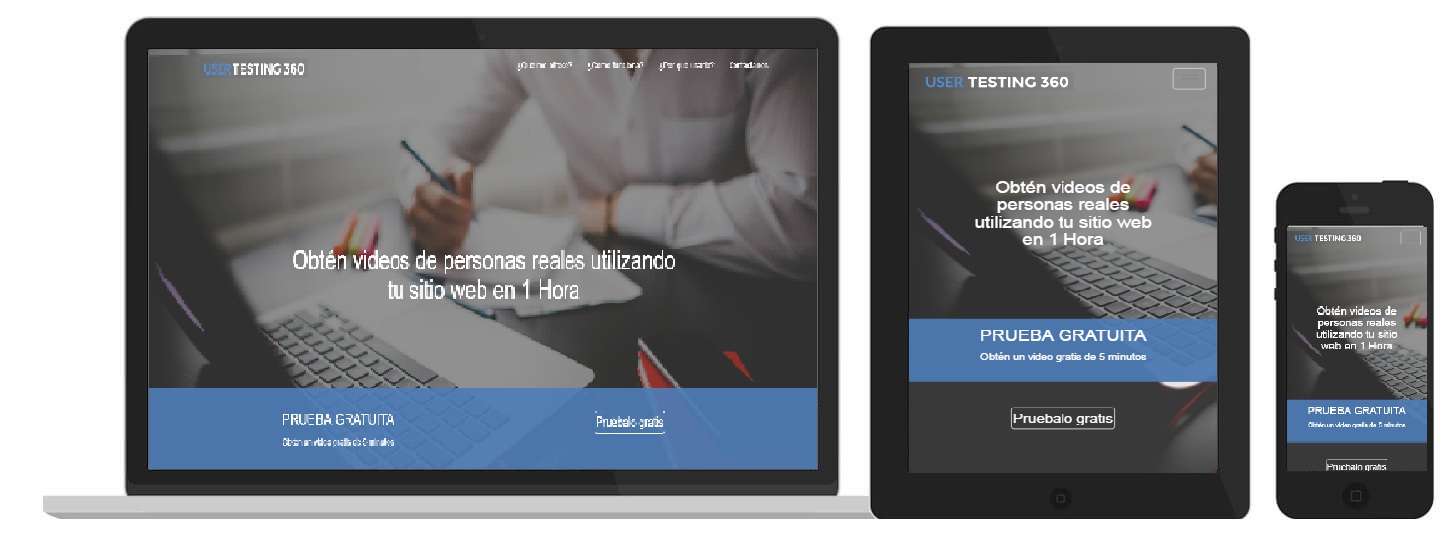 USER TESTING 360
¿Cómo funciona?
¿Por qué usarlo?
Obtén videos de personas reales utilizando
tu sitio web en 1 Hora
PRUEBA GRATUITA
Obtén un video gratis de 5 minutos
Pruebalo gratis
USER TESTING 360
Obtén videos de
personas reales
utilizando tu sitio web
en 1 Hora
PRUEBA GRATUITA
Obtén un video gratis de 5 minutos
Pruebalo gratis
USER TESTING 360
Obtén videos de
personas reales
utilizando tu sitio
web en 1 Hora
PRUEBA GRATUITA
Obtén un video gratis de 5 minutos
Pruebalo gratis